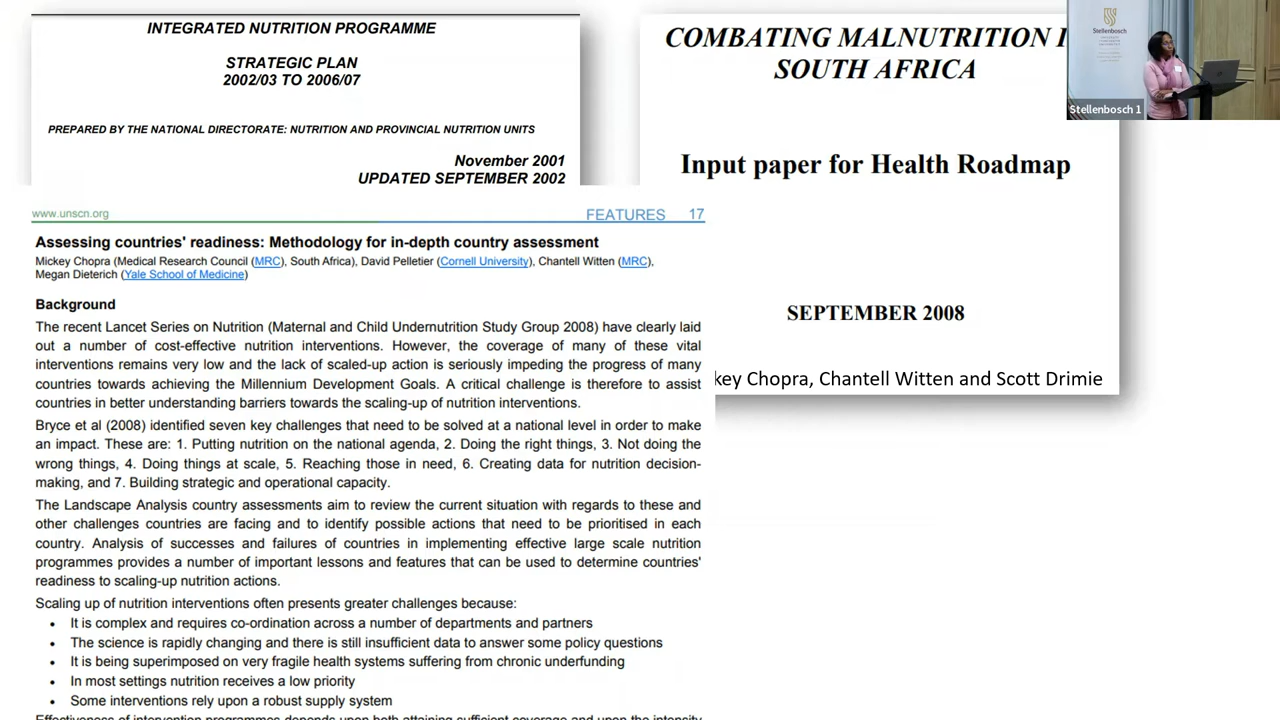 INTEGRATED NUTRITION PROGRAMME
STRATEGIC PLAN
2002/03 TO 2006/07
PREPARED BY THE NATIONAL DIRECTORATE: NUTRITION AND PROVINCIAL NUTRITION UNITS
November 2001
UPDATED SEPTEMBER 2002
COMBATING MALNUTRITION I
SOUTH AFRICA
Input paper for Health Roadmap
SEPTEMBER 2008
key Chopra, Chantell Witten and Scott Drimie
Stellenbosch
Stellenbosch 1
www.unscn.org
FEATURES 17
Assessing countries' readiness: Methodology for in-depth country assessment
Mickey Chopra (Medical Research Council (MRC), South Africa), David Pelletier (Cornell University), Chantell Witten (MRC),
Megan Dieterich (Yale School of Medicine)
Background
The recent Lancet Series on Nutrition (Maternal and Child Undernutrition Study Group 2008) have clearly laid
out a number of cost-effective nutrition interventions. However, the coverage of many of these vital
interventions remains very low and the lack of scaled-up action is seriously impeding the progress of many
countries towards achieving the Millennium Development Goals. A critical challenge is therefore to assist
countries in better understanding barriers towards the scaling-up of nutrition interventions.
Bryce et al (2008) identified seven key challenges that need to be solved at a national level in order to make
an impact. These are: 1. Putting nutrition on the national agenda, 2. Doing the right things, 3. Not doing the
wrong things, 4. Doing things at scale, 5. Reaching those in need, 6. Creating data for nutrition decision-
making, and 7. Building strategic and operational capacity.
The Landscape Analysis country assessments aim to review the current situation with regards to these and
other challenges countries are facing and to identify possible actions that need to be prioritised in each
country. Analysis of successes and failures of countries in implementing effective large scale nutrition
programmes provides a number of important lessons and features that can be used to determine countries'
readiness to scaling-up nutrition actions.
Scaling up of nutrition interventions often presents greater challenges because:
• It is complex and requires co-ordination across a number of departments and partners
• The science is rapidly changing and there is still insufficient data to answer some policy questions
• It is being superimposed on very fragile health systems suffering from chronic underfunding
• In most settings nutrition receives a low priority
• Some interventions rely upon a robust supply system
Effectiveness of intervention programmes depends upon both attaining sufficient coverage and upon the intensity